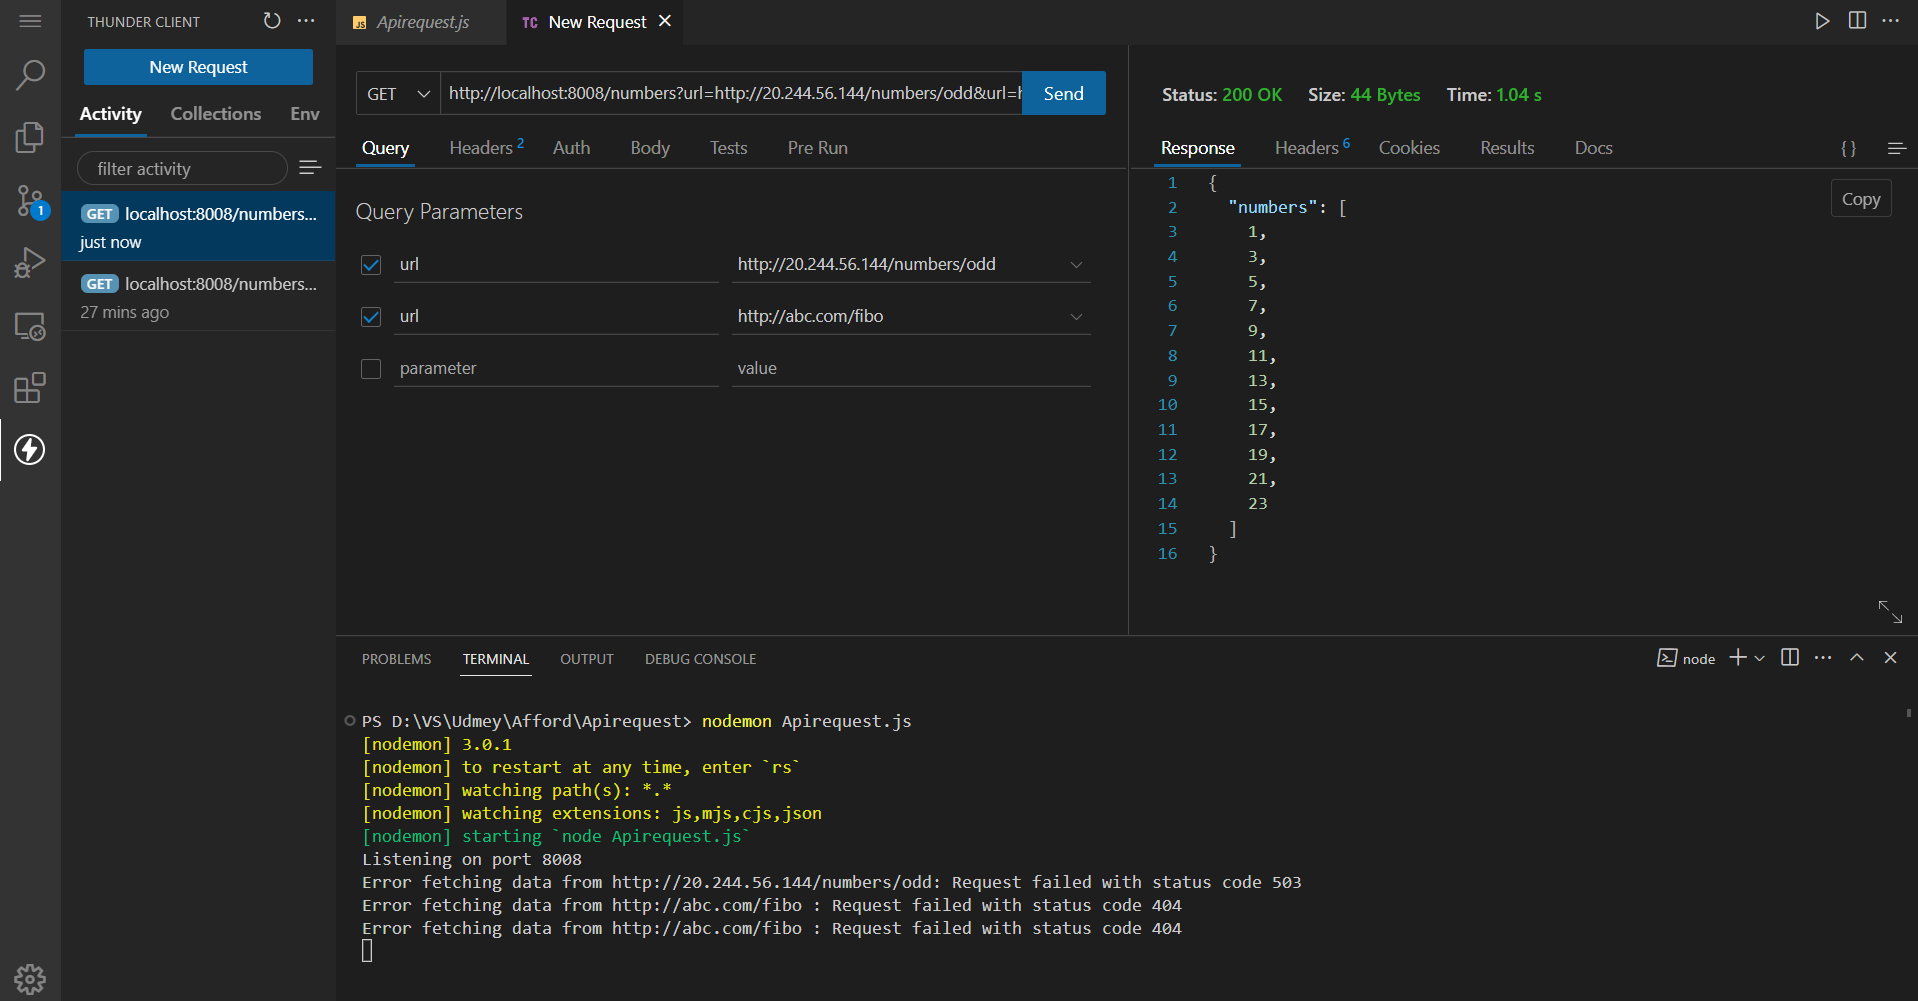 THUNDER CLIENT
New Request
Activity Collections Env
filter activity
GET localhost:8008/numbers...
just now
GET localhost:8008/numbers...
27 mins ago
1
JS Apirequest.js
TC New Request
GET http://localhost:8008/numbers?url=http://20.244.56.144/numbers/odd&url=h Send
Query Headers 2 Auth Body Tests Pre Run
Query Parameters
url http://20.244.56.144/numbers/odd
url http://abc.com/fibo
parameter value
Status: 200 OK Size: 44 Bytes Time: 1.04 s
Response Headers 6 Cookies Results Docs {}
Copy
1 {
2 "numbers": [
3 1,
4 3,
5 5,
6 7,
7 9,
8 11,
9 13,
10 15,
11 17,
12 19,
13 21,
14 23
15 ]
16 }
PROBLEMS TERMINAL OUTPUT DEBUG CONSOLE node
PS D:\VS\Udmey\Afford\Apirequest> nodemon Apirequest.js
[nodemon] 3.0.1
[nodemon] to restart at any time, enter `rs`
[nodemon] watching path(s): *.*
[nodemon] watching extensions: js,mjs,cjs,json
[nodemon] starting `node Apirequest.js`
Listening on port 8008
Error fetching data from http://20.244.56.144/numbers/odd: Request failed with status code 503
Error fetching data from http://abc.com/fibo : Request failed with status code 404
Error fetching data from http://abc.com/fibo : Request failed with status code 404